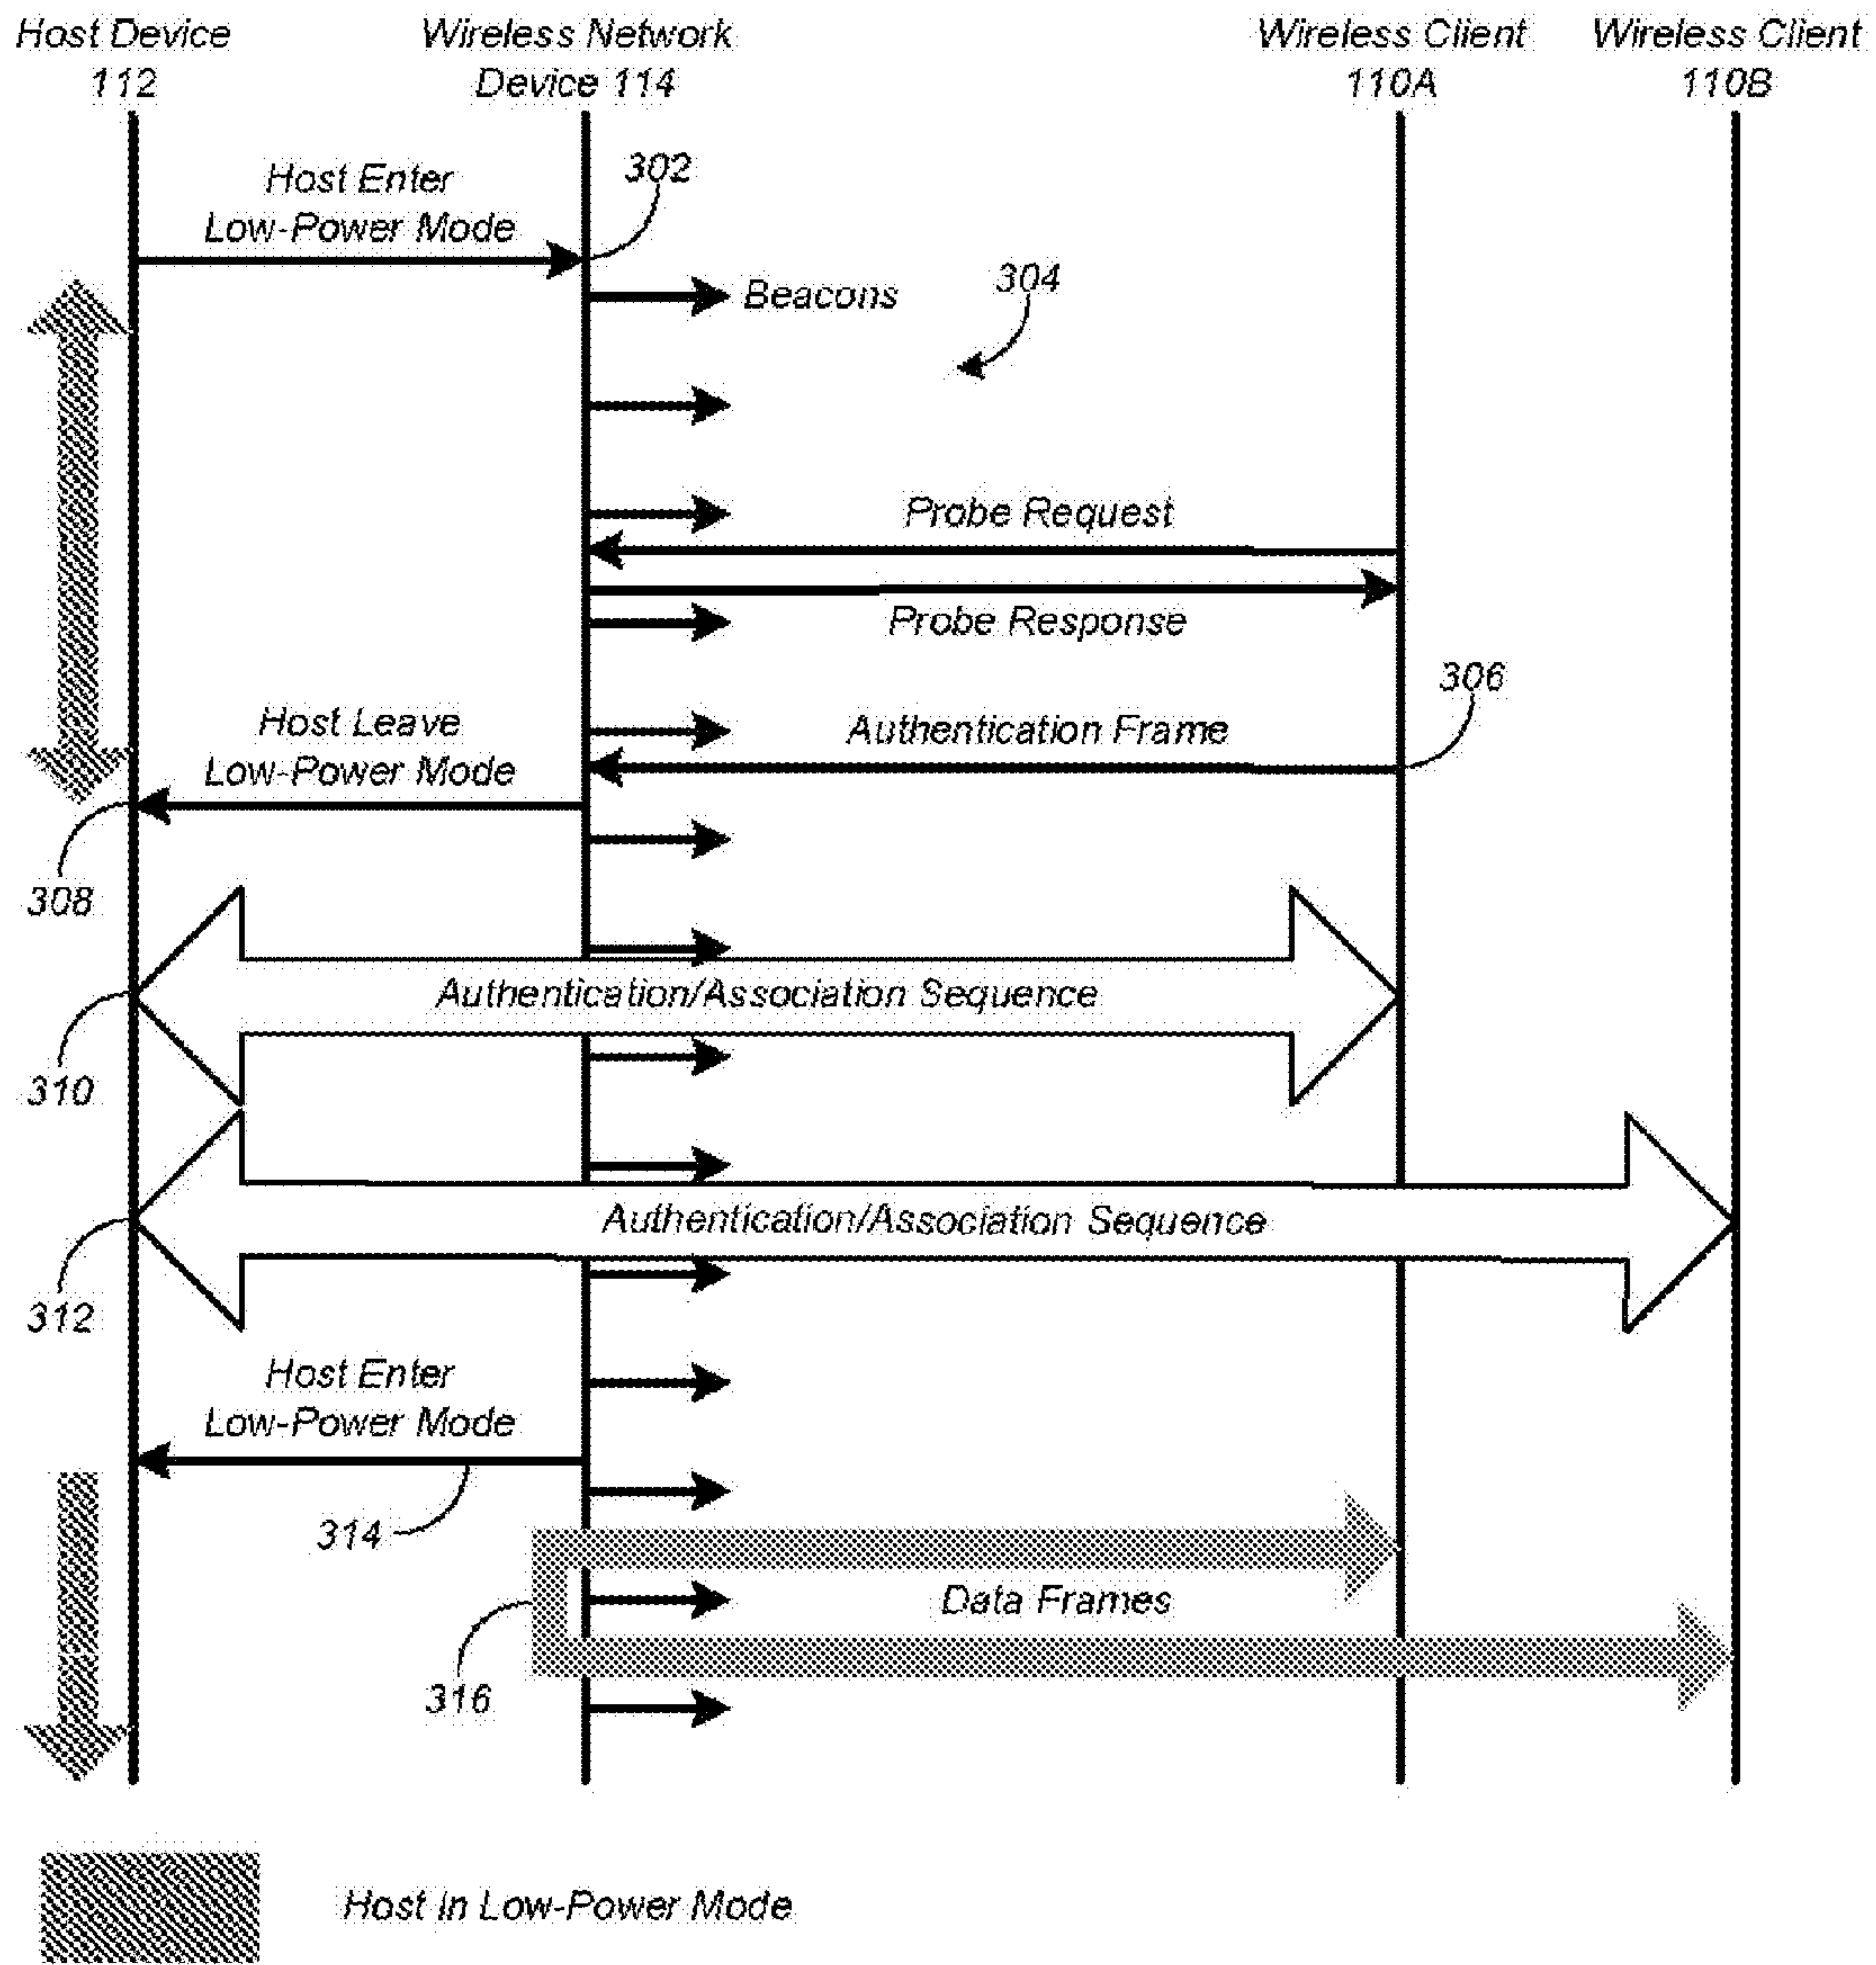 Host Device
112
Wireless Network
Device 114
Wireless Client
110A
Wireless Client
110B
Host Enter
Low-Power Mode
302
Beacons
304
Probe Request
Probe Response
306
Host Leave
Low-Power Mode
Authentication Frame
308
Authentication/Association Sequence
310
Authentication/Association Sequence
312
Host Enter
Low-Power Mode
314
Data Frames
316
Host In Low-Power Mode